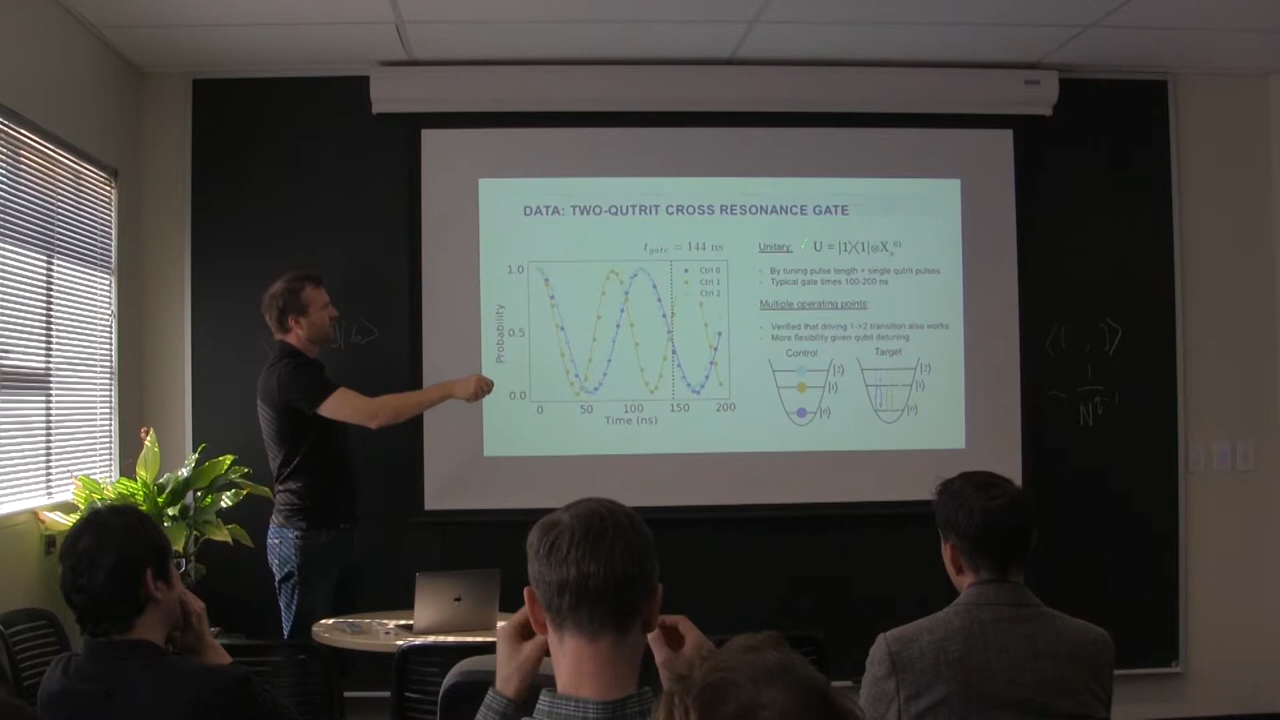 DATA: TWO-QUTRIT CROSS RESONANCE GATE
t_gate = 144 ns
Unitary: ✓ U = |1⟩⟨1|⊗X_π^01
- By tuning pulse length + single qutrit pulses
- Typical gate times 100-200 ns
Multiple operating points:
- Verified that driving 1->2 transition also works
- More flexibility given qubit detuning
Control
Target
|2⟩
|1⟩
|0⟩
|2⟩
|1⟩
|0⟩
Ctrl 0
Ctrl 1
Ctrl 2
Probability
1.0
0.5
0.0
0 50 100 150 200
Time (ns)